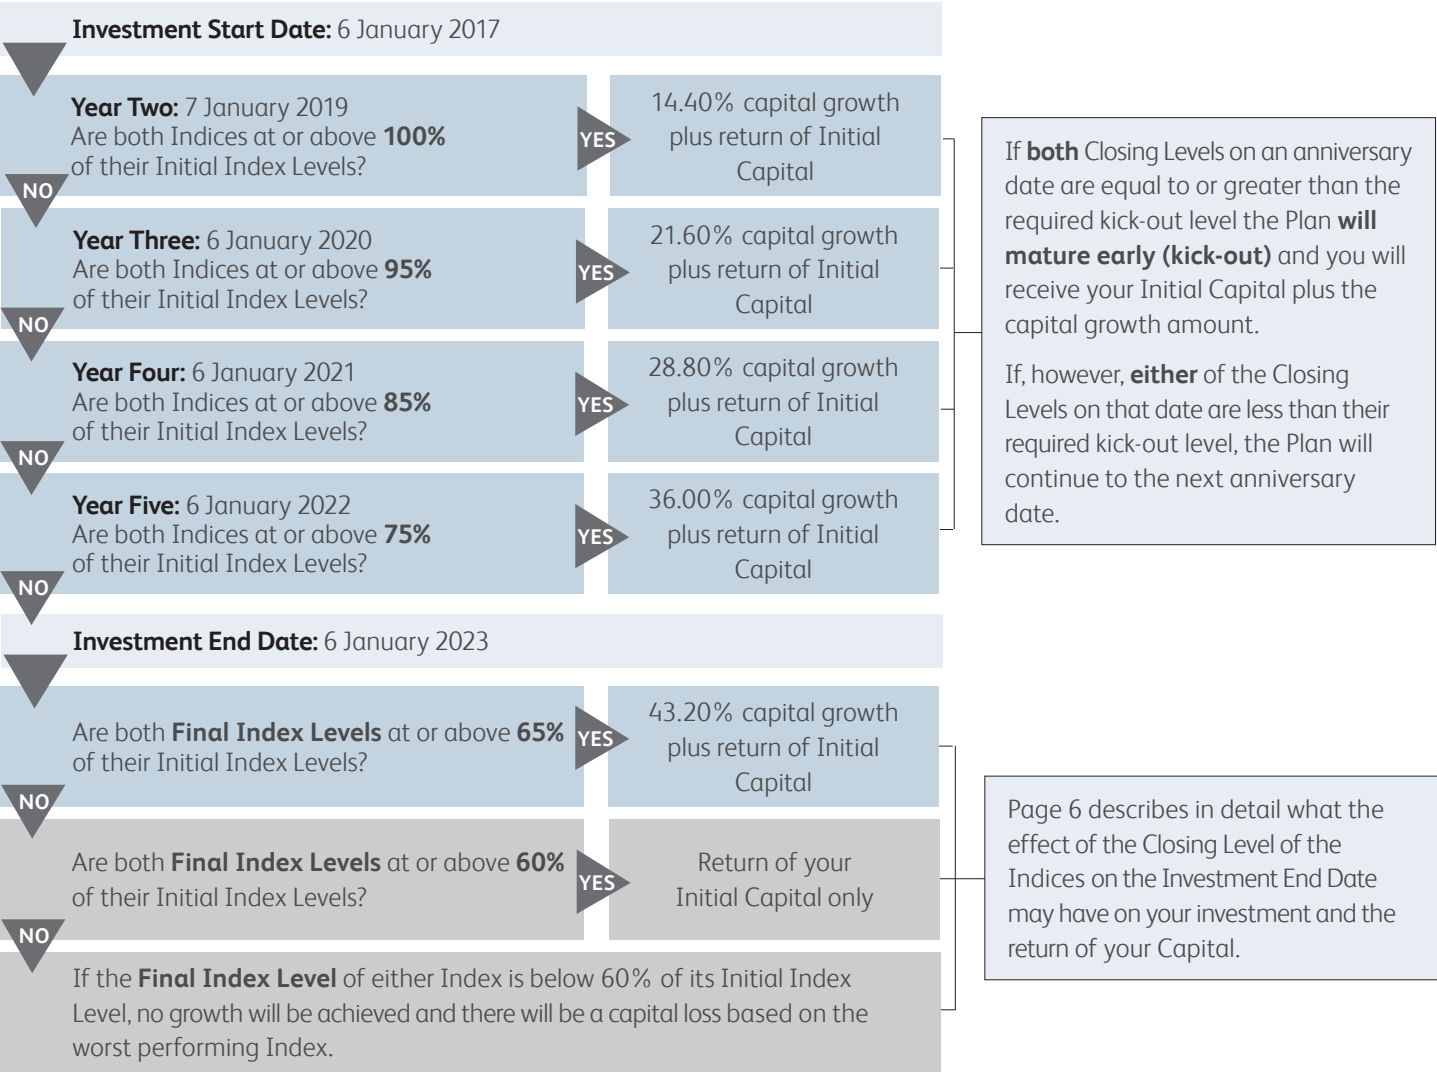 Investment Start Date: 6 January 2017
Year Two: 7 January 2019
Are both Indices at or above 100%
of their Initial Index Levels?
YES
14.40% capital growth
plus return of Initial
Capital
NO
Year Three: 6 January 2020
Are both Indices at or above 95%
of their Initial Index Levels?
YES
21.60% capital growth
plus return of Initial
Capital
NO
Year Four: 6 January 2021
Are both Indices at or above 85%
of their Initial Index Levels?
YES
28.80% capital growth
plus return of Initial
Capital
NO
Year Five: 6 January 2022
Are both Indices at or above 75%
of their Initial Index Levels?
YES
36.00% capital growth
plus return of Initial
Capital
NO
If both Closing Levels on an anniversary
date are equal to or greater than the
required kick-out level the Plan will
mature early (kick-out) and you will
receive your Initial Capital plus the
capital growth amount.
If, however, either of the Closing
Levels on that date are less than their
required kick-out level, the Plan will
continue to the next anniversary
date.
Investment End Date: 6 January 2023
Are both Final Index Levels at or above 65%
of their Initial Index Levels?
YES
43.20% capital growth
plus return of Initial
Capital
NO
Are both Final Index Levels at or above 60%
of their Initial Index Levels?
YES
Return of your
Initial Capital only
NO
If the Final Index Level of either Index is below 60% of its Initial Index
Level, no growth will be achieved and there will be a capital loss based on the
worst performing Index.
Page 6 describes in detail what the
effect of the Closing Level of the
Indices on the Investment End Date
may have on your investment and the
return of your Capital.